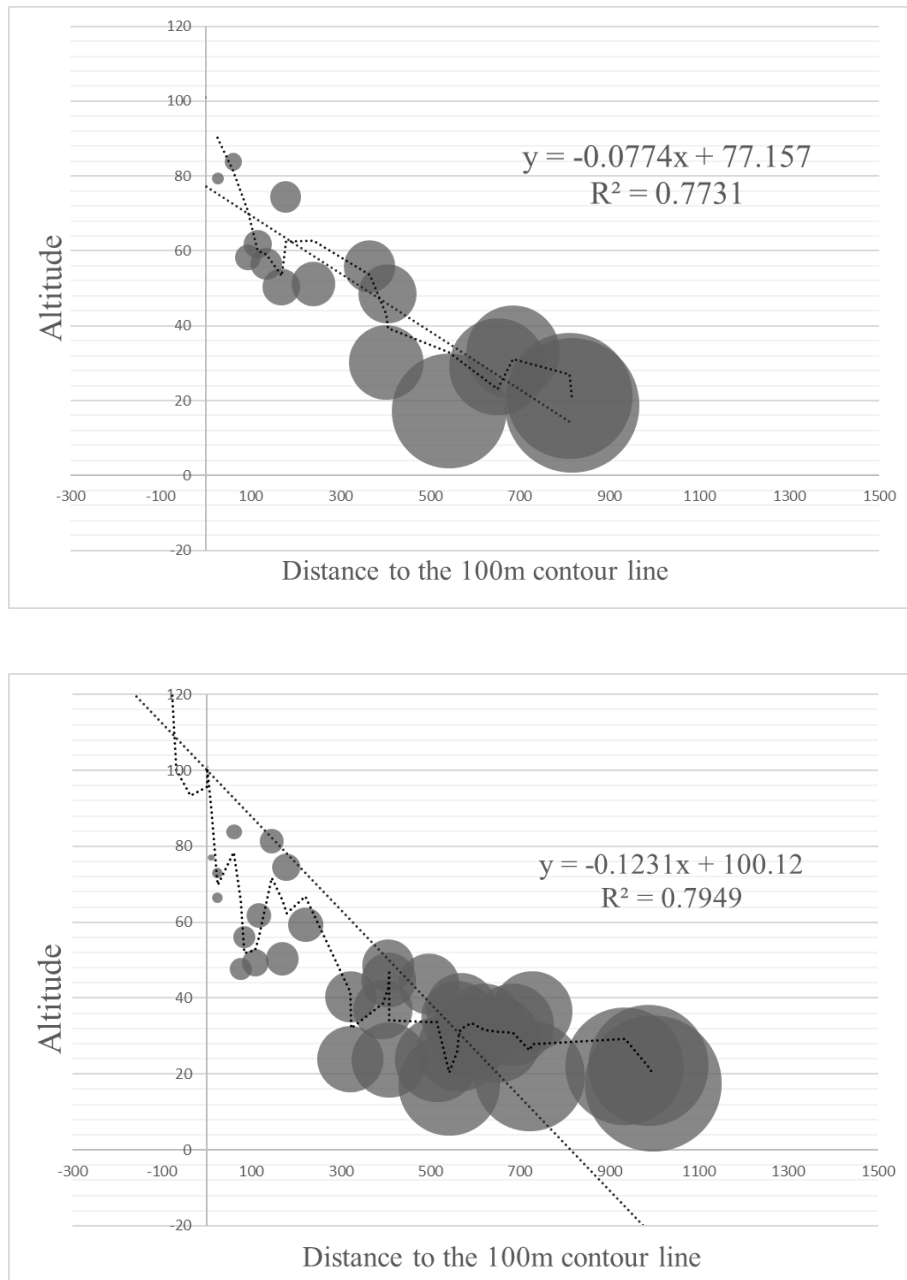 120
100
y = -0.0774x + 77.157
R² = 0.7731
80
60
Altitude
40
20
0
-300 -100 100 300 500 700 900 1100 1300 1500
-20
Distance to the 100m contour line
120
100
y = -0.1231x + 100.12
R² = 0.7949
80
60
Altitude
40
20
0
-300 -100 100 300 500 700 900 1100 1300 1500
-20
Distance to the 100m contour line